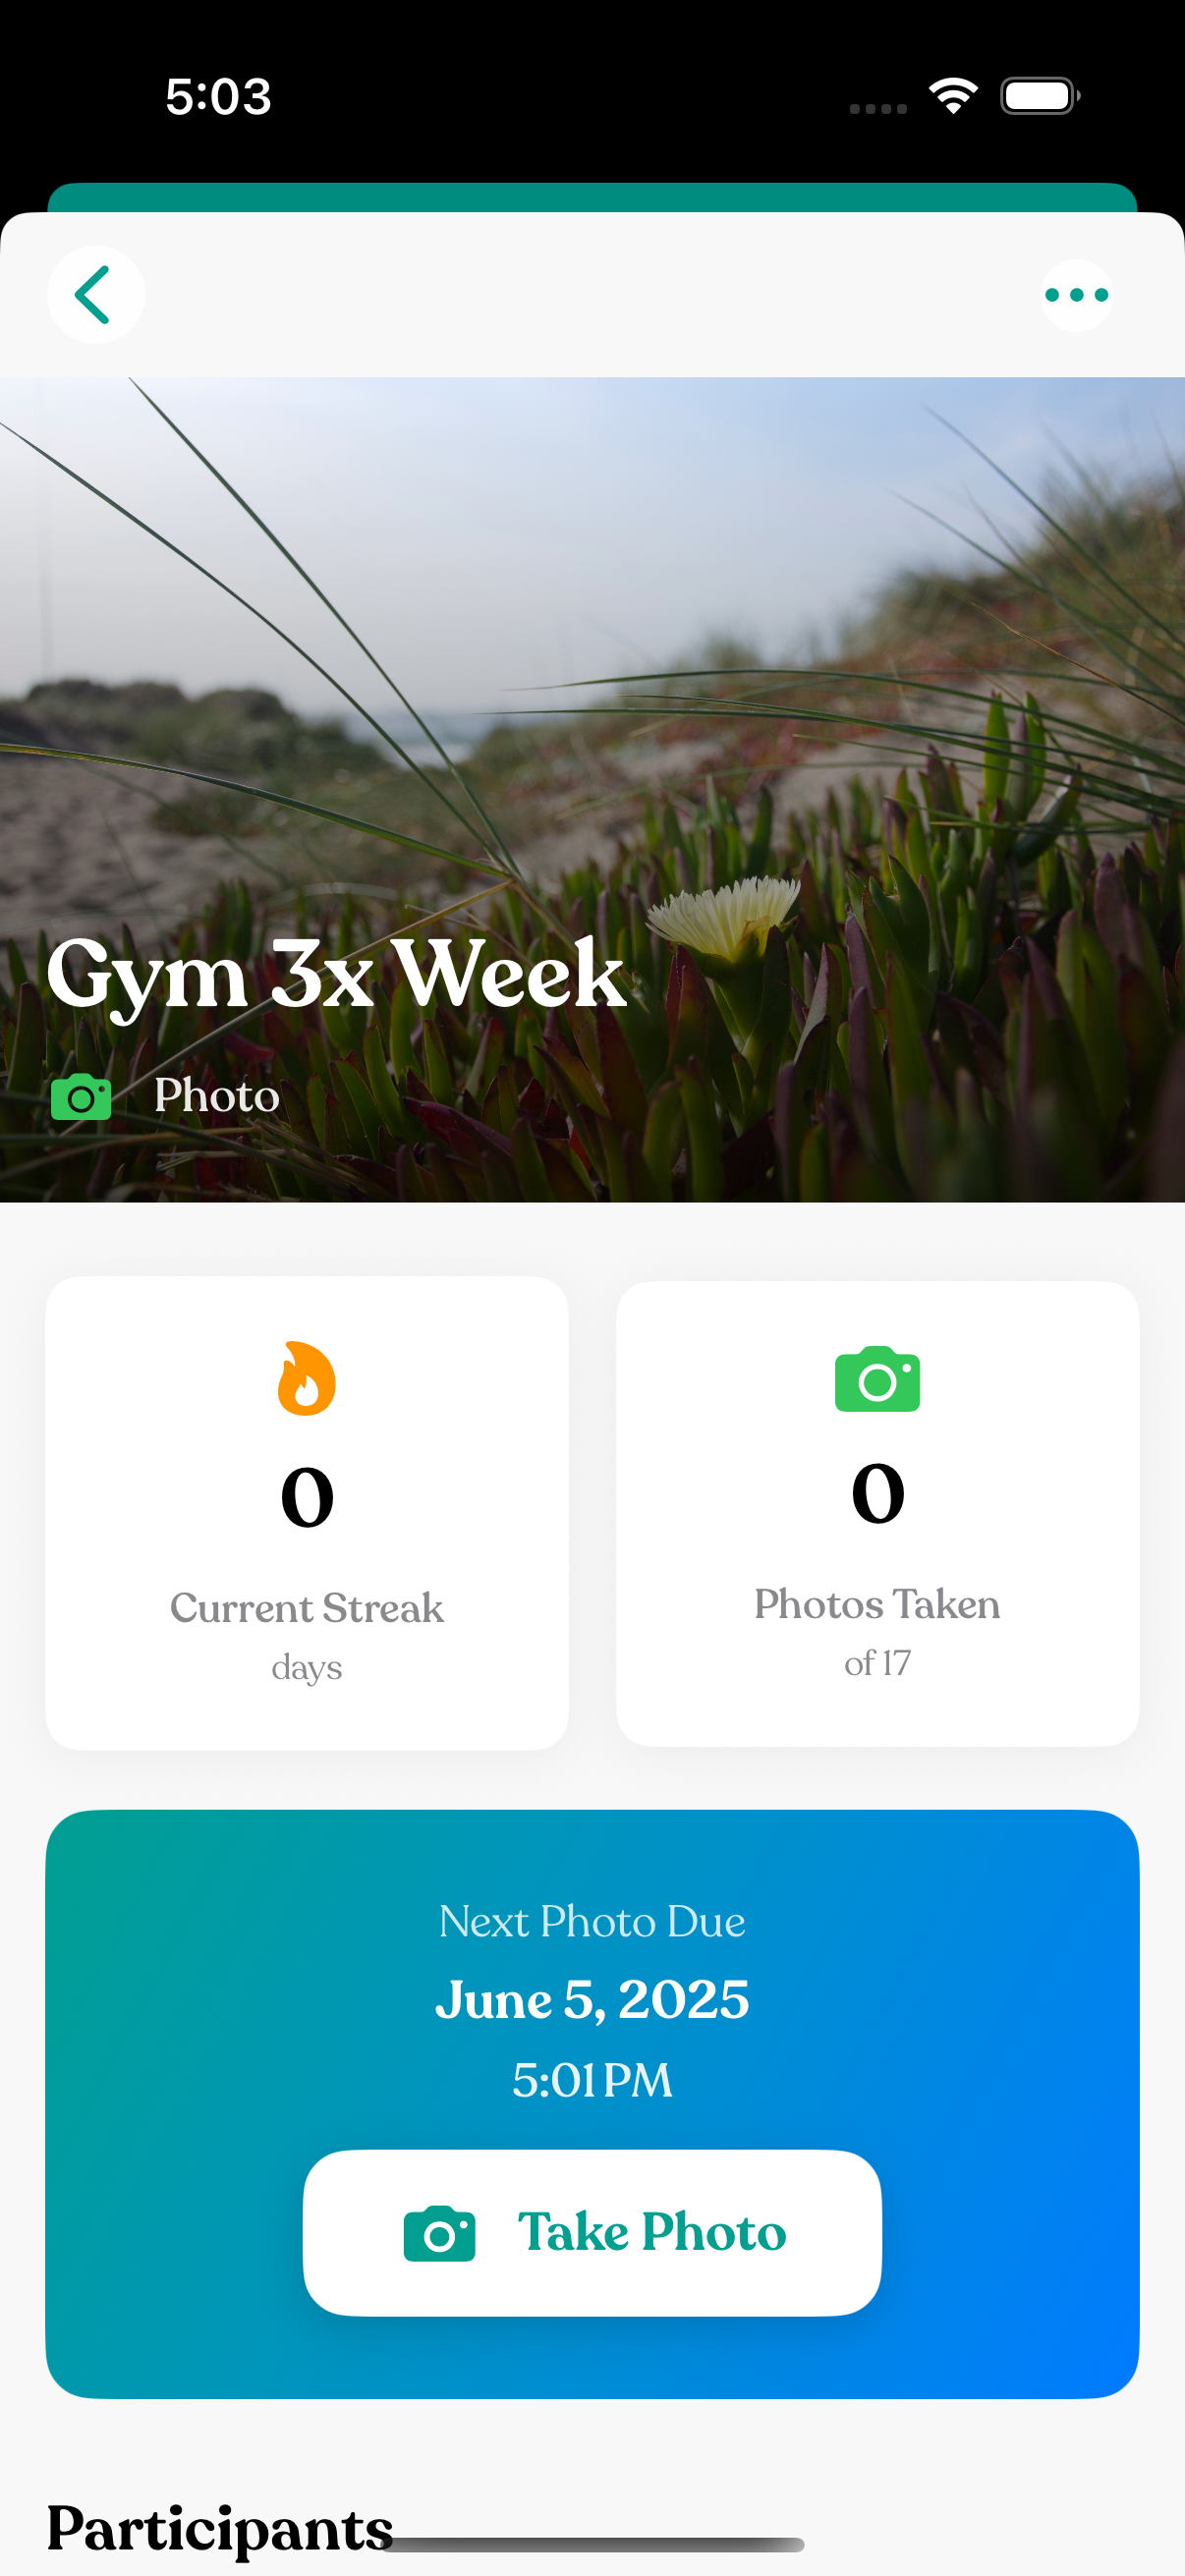 5:03
Gym 3x Week
Photo
0
Current Streak
days
0
Photos Taken
of 17
Next Photo Due
June 5, 2025
5:01 PM
Take Photo
Participants